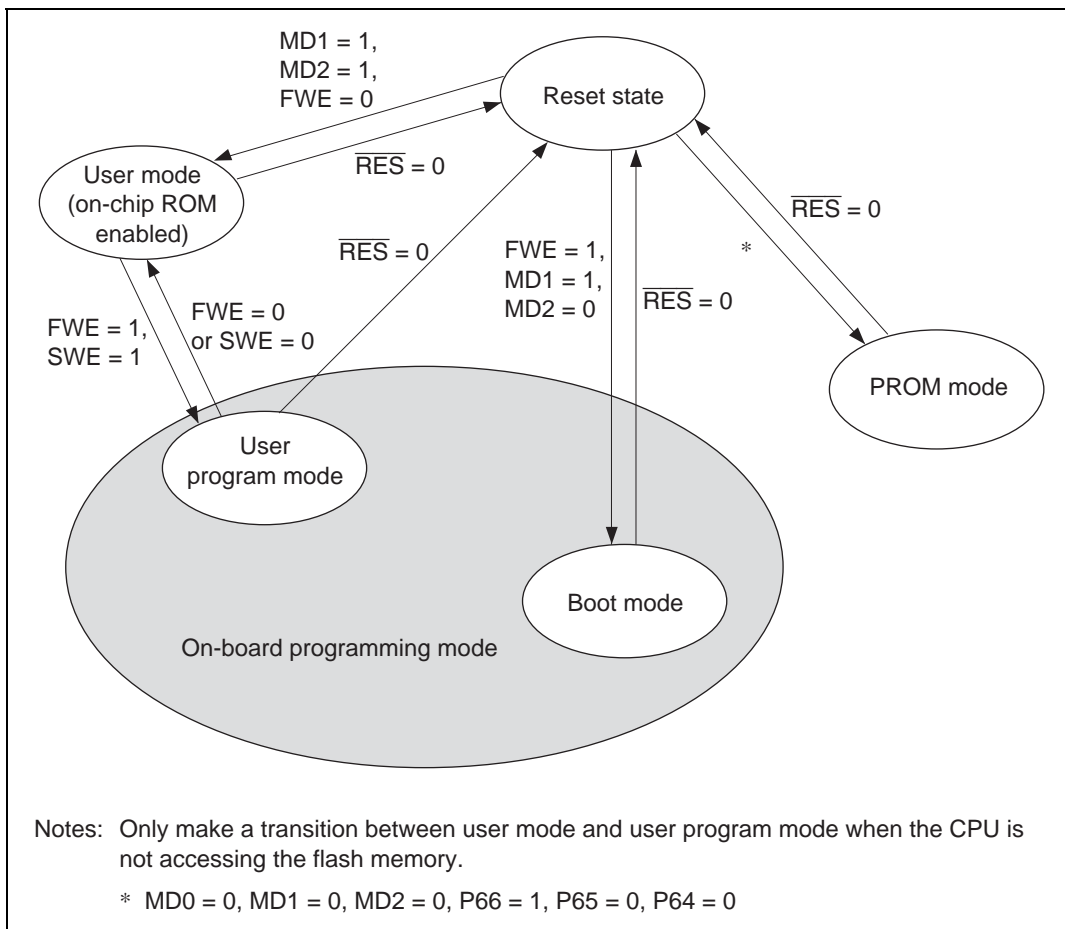 MD1 = 1,
MD2 = 1,
FWE = 0
Reset state
RES = 0
User mode
(on-chip ROM
enabled)
RES = 0
RES = 0
*
FWE = 1,
MD1 = 1,
MD2 = 0
RES = 0
FWE = 0
or SWE = 0
FWE = 1,
SWE = 1
PROM mode
User
program mode
Boot mode
On-board programming mode
Notes: Only make a transition between user mode and user program mode when the CPU is
not accessing the flash memory.
* MD0 = 0, MD1 = 0, MD2 = 0, P66 = 1, P65 = 0, P64 = 0